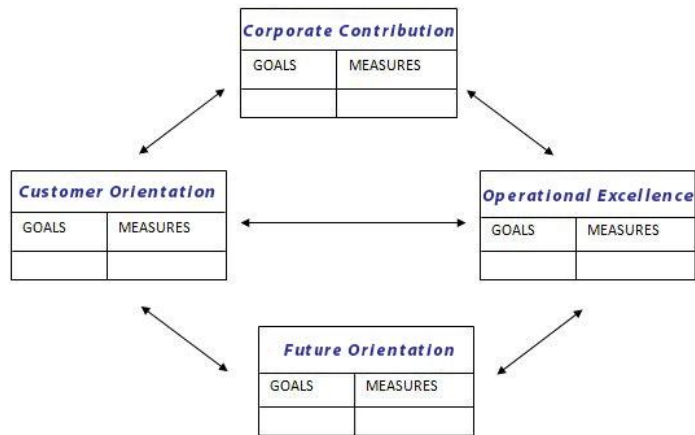 Corporate Contribution
GOALS MEASURES
Customer Orientation
GOALS MEASURES
Operational Excellence
GOALS MEASURES
Future Orientation
GOALS MEASURES